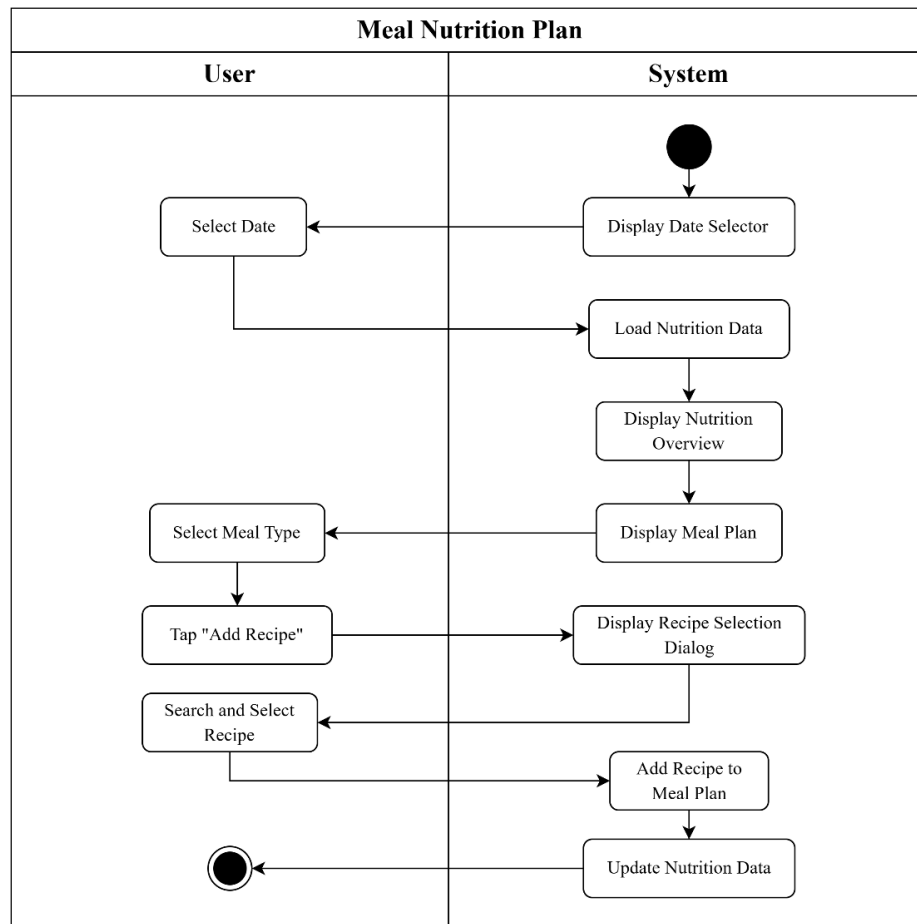 Meal Nutrition Plan
User
System
Select Date
Display Date Selector
Load Nutrition Data
Display Nutrition
Overview
Select Meal Type
Display Meal Plan
Tap "Add Recipe"
Display Recipe Selection
Dialog
Search and Select
Recipe
Add Recipe to
Meal Plan
Update Nutrition Data